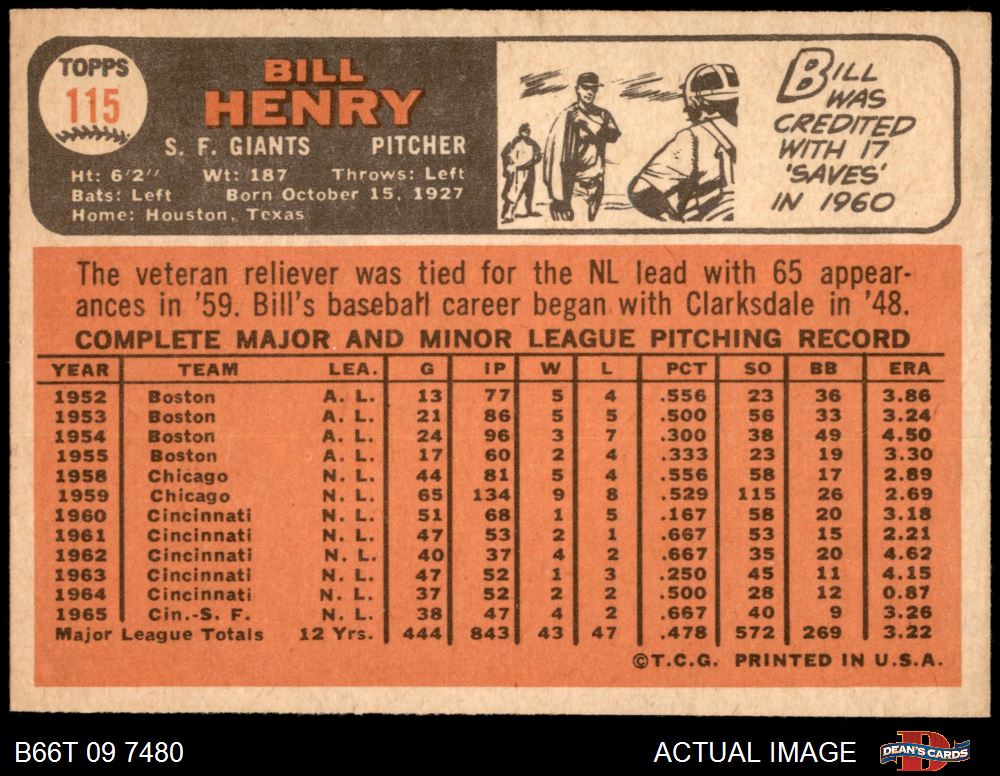 TOPPS
115
BILL
HENRY
S. F. GIANTS PITCHER
Ht: 6'2" Wt: 187 Throws: Left
Bats: Left Born October 15, 1927
Home: Houston, Texas
BILL
WAS
CREDITED
WITH 17
'SAVES'
IN 1960
The veteran reliever was tied for the NL lead with 65 appear-
ances in '59. Bill's baseball career began with Clarksdale in '48.
COMPLETE MAJOR AND MINOR LEAGUE PITCHING RECORD
YEAR TEAM LEA. G IP W L PCT SO BB ERA
1952 Boston A. L. 13 77 5 4 .556 23 36 3.86
1953 Boston A. L. 21 86 5 5 .500 56 33 3.24
1954 Boston A. L. 24 96 3 7 .300 38 49 4.50
1955 Boston A. L. 17 60 2 4 .333 23 19 3.30
1958 Chicago N. L. 44 81 5 4 .556 58 17 2.89
1959 Chicago N. L. 65 134 9 8 .529 115 26 2.69
1960 Cincinnati N. L. 51 68 1 5 .167 58 20 3.18
1961 Cincinnati N. L. 47 53 2 1 .667 53 15 2.21
1962 Cincinnati N. L. 40 37 4 2 .667 35 20 4.62
1963 Cincinnati N. L. 47 52 1 3 .250 45 11 4.15
1964 Cincinnati N. L. 37 52 2 2 .500 28 12 0.87
1965 Cin.-S. F. N. L. 38 47 4 2 .667 40 9 3.26
Major League Totals 12 Yrs. 444 843 43 47 .478 572 269 3.22
©T.C.G. PRINTED IN U.S.A.
B66T 09 7480 ACTUAL IMAGE D DEAN'S CARDS